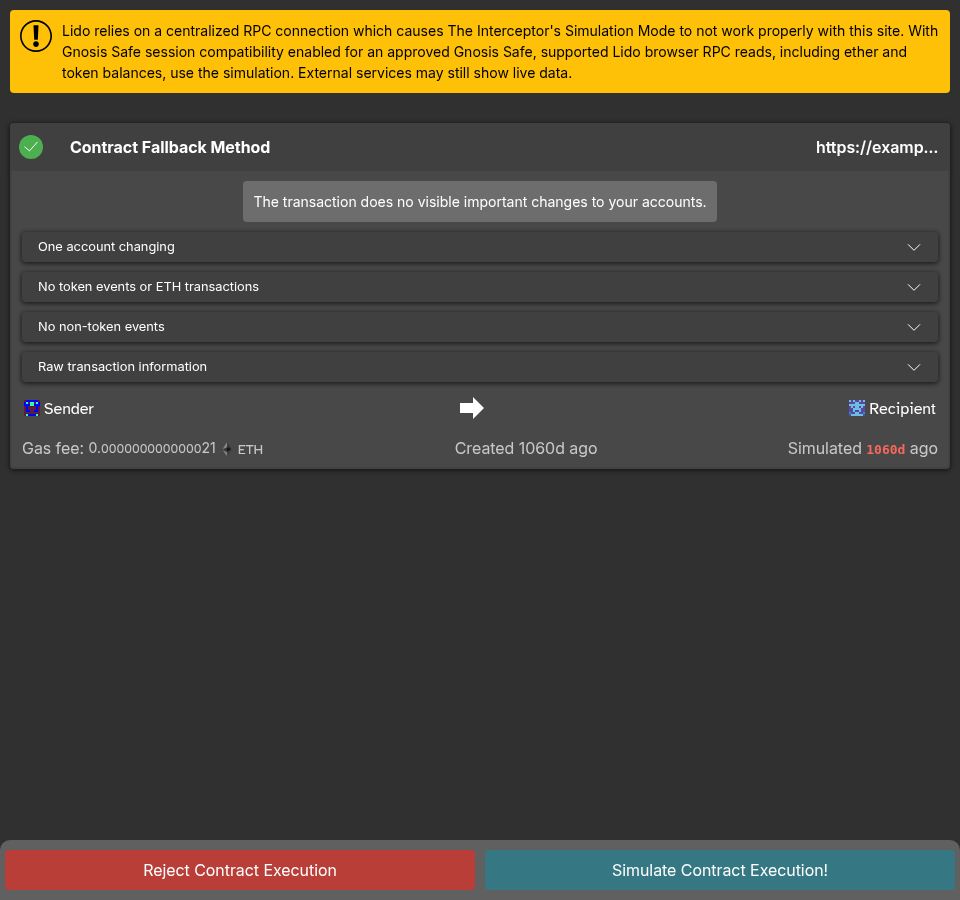 Lido relies on a centralized RPC connection which causes The Interceptor's Simulation Mode to not work properly with this site. With
Gnosis Safe session compatibility enabled for an approved Gnosis Safe, supported Lido browser RPC reads, including ether and
token balances, use the simulation. External services may still show live data.
Contract Fallback Method
https://examp...
The transaction does no visible important changes to your accounts.
One account changing
No token events or ETH transactions
No non-token events
Raw transaction information
Sender
Recipient
Gas fee: 0.000000000000021 ETH
Created 1060d ago
Simulated 1060d ago
Reject Contract Execution
Simulate Contract Execution!